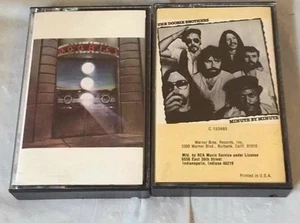 DOOBIES
THE DOOBIE BROTHERS
MINUTE BY MINUTE
Warner Bros. Records, Inc.
3300 Warner Blvd., Burbank, Calif. 91510
Mfd. by RCA Music Service under License
6550 East 30th Street
Indianapolis, Indiana 46219
Printed in U.S.A.